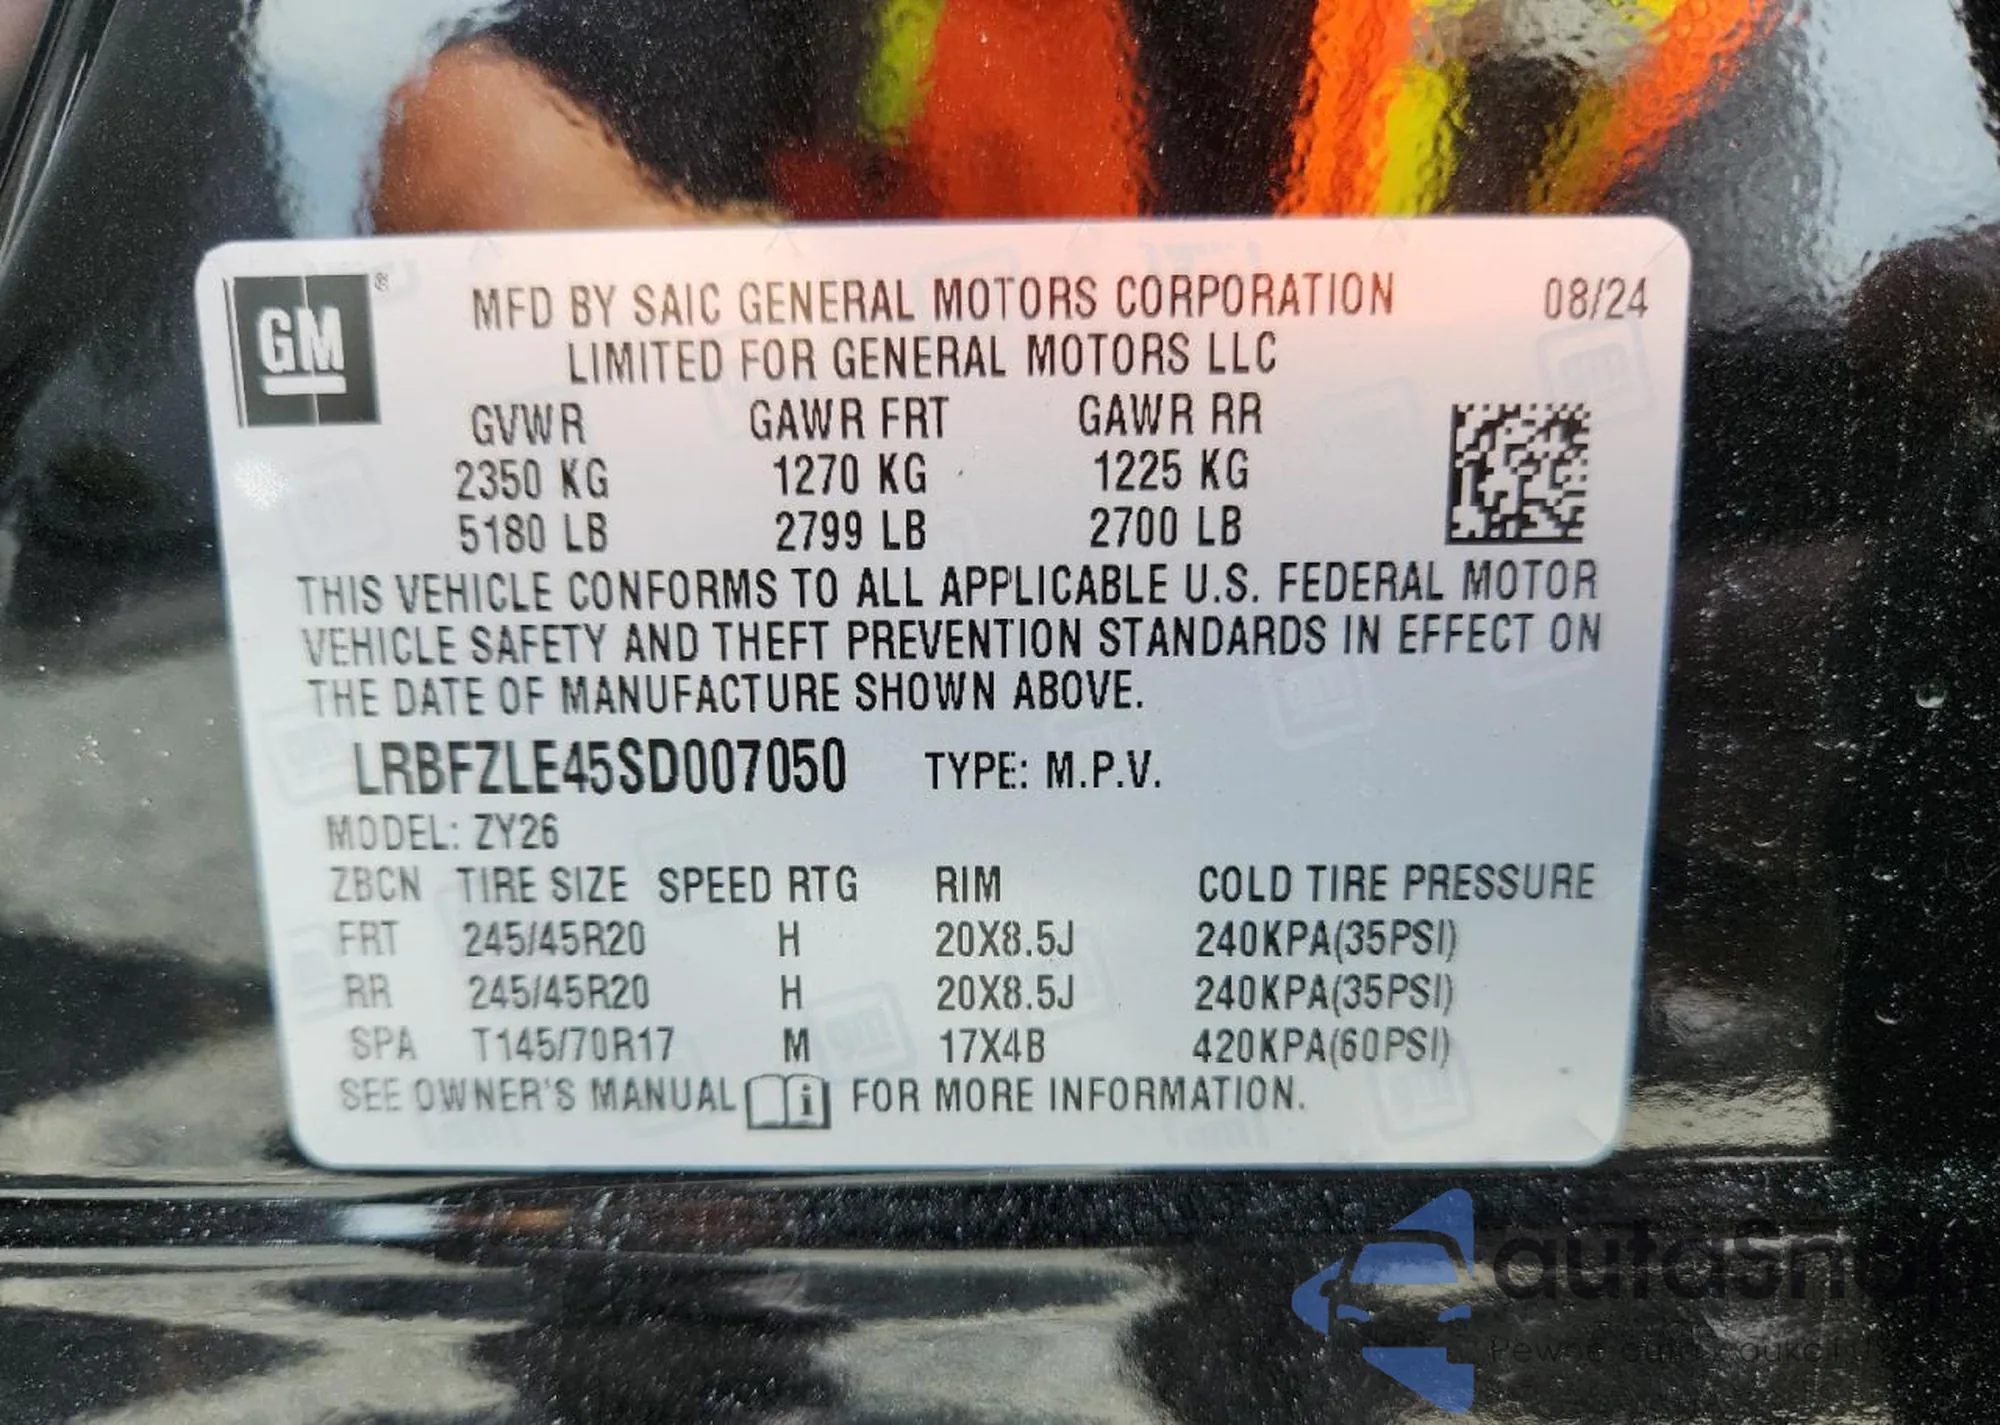 GM ®
MFD BY SAIC GENERAL MOTORS CORPORATION 08/24
LIMITED FOR GENERAL MOTORS LLC
GVWR GAWR FRT GAWR RR
2350 KG 1270 KG 1225 KG
5180 LB 2799 LB 2700 LB
THIS VEHICLE CONFORMS TO ALL APPLICABLE U.S. FEDERAL MOTOR
VEHICLE SAFETY AND THEFT PREVENTION STANDARDS IN EFFECT ON
THE DATE OF MANUFACTURE SHOWN ABOVE.
LRBFZLE45SD007050 TYPE: M.P.V.
MODEL: ZY26
ZBCN TIRE SIZE SPEED RTG RIM COLD TIRE PRESSURE
FRT 245/45R20 H 20X8.5J 240KPA(35PSI)
RR 245/45R20 H 20X8.5J 240KPA(35PSI)
SPA T145/70R17 M 17X4B 420KPA(60PSI)
SEE OWNER'S MANUAL i FOR MORE INFORMATION.
autaSnap
Pewne auta